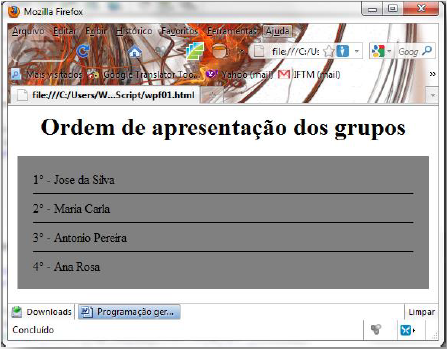 Mozilla Firefox
Arquivo Editar Exibir Histórico Favoritos Ferramentas Ajuda
file:///C:/Us
Goog
Mais visitados Google Translator Too... Yahoo (mail) IFTM (mail)
file:///C:/Users/W...Script/wpf01.html
Ordem de apresentação dos grupos
1° - Jose da Silva
2° - Maria Carla
3° - Antonio Pereira
4° - Ana Rosa
Downloads Programação ger... Limpar
Concluído